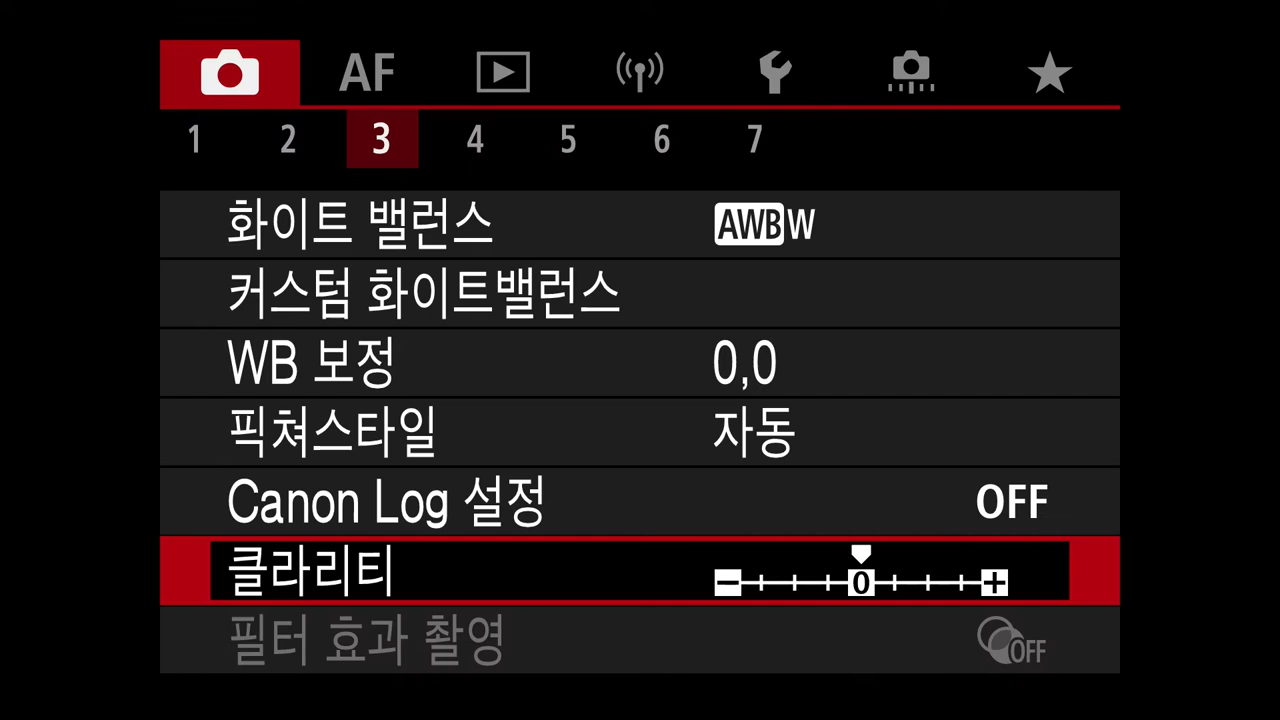 AF
1 2 3 4 5 6 7
화이트 밸런스 AWBW
커스텀 화이트밸런스
WB 보정 0,0
픽쳐스타일 자동
Canon Log 설정 OFF
클라리티 0
필터 효과 촬영 OFF